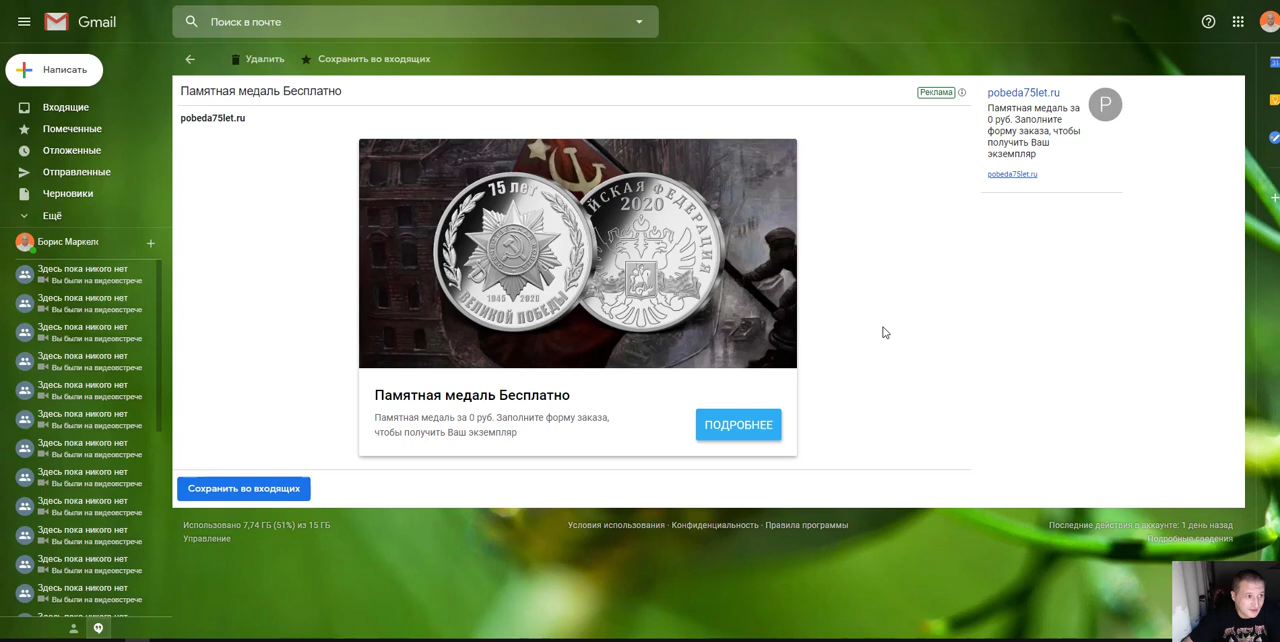 Gmail
Поиск в почте
Написать
Удалить
Сохранить во входящих
Входящие
Помеченные
Отложенные
Отправленные
Черновики
Ещё
Борис Маркело
Здесь пока никого нет
Вы были на видеовстрече
Здесь пока никого нет
Вы были на видеовстрече
Здесь пока никого нет
Вы были на видеовстрече
Здесь пока никого нет
Вы были на видеовстрече
Здесь пока никого нет
Вы были на видеовстрече
Здесь пока никого нет
Вы были на видеовстрече
Здесь пока никого нет
Вы были на видеовстрече
Здесь пока никого нет
Вы были на видеовстрече
Здесь пока никого нет
Вы были на видеовстрече
Здесь пока никого нет
Вы были на видеовстрече
Здесь пока никого нет
Вы были на видеовстрече
Здесь пока никого нет
Вы были на видеовстрече
Памятная медаль Бесплатно
Реклама
pobeda75let.ru
75 лет
1945 2020
ВЕЛИКОЙ ПОБЕДЫ
ЙСКАЯ ФЕДЕРАЦИЯ
2020
Памятная медаль Бесплатно
Памятная медаль за 0 руб. Заполните форму заказа,
чтобы получить Ваш экземпляр
ПОДРОБНЕЕ
Сохранить во входящих
pobeda75let.ru
P
Памятная медаль за
0 руб. Заполните
форму заказа, чтобы
получить Ваш
экземпляр
pobeda75let.ru
31
Использовано 7,74 ГБ (51%) из 15 ГБ
Управление
Условия использования · Конфиденциальность · Правила программы
Последние действия в аккаунте: 1 день назад
Подробные сведения